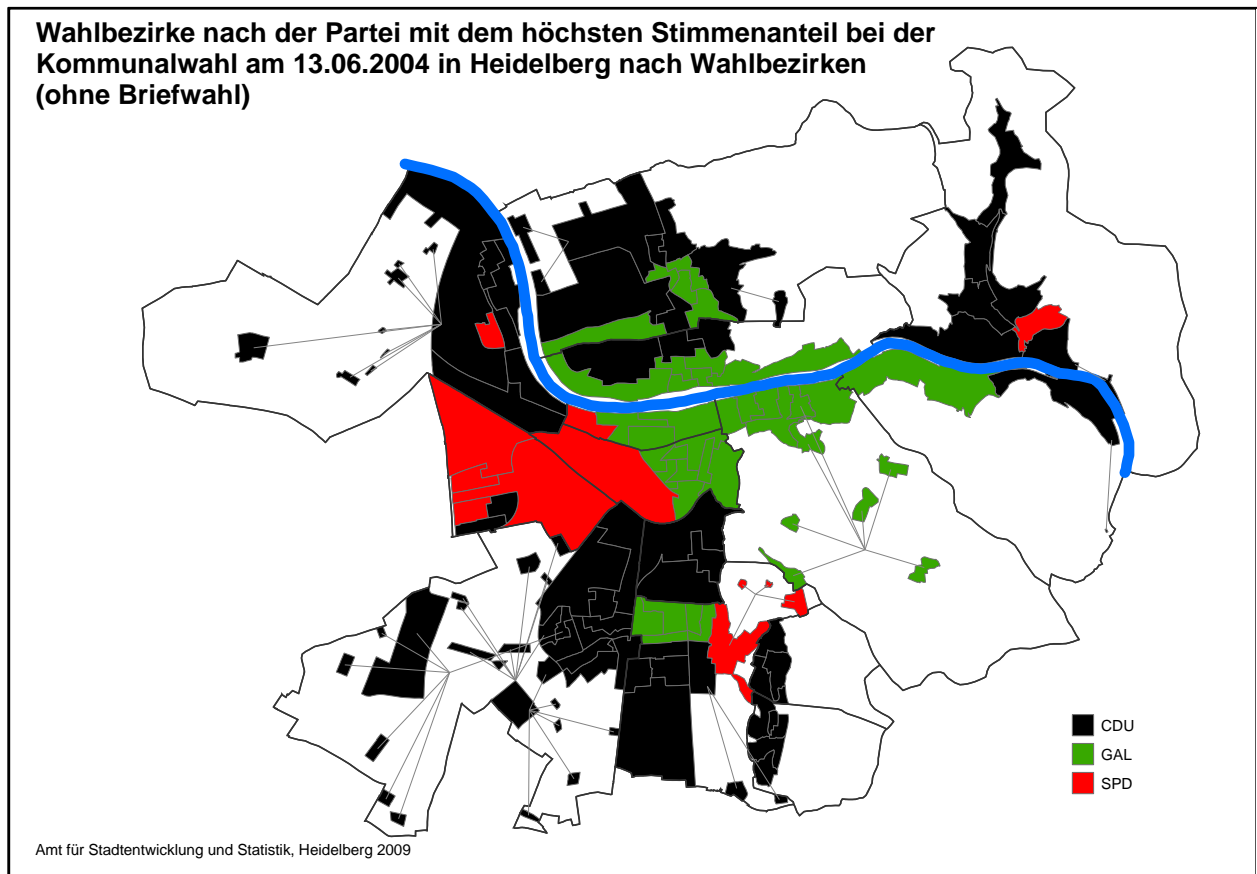 Wahlbezirke nach der Partei mit dem höchsten Stimmenanteil bei der
Kommunalwahl am 13.06.2004 in Heidelberg nach Wahlbezirken
(ohne Briefwahl)
CDU
GAL
SPD
Amt für Stadtentwicklung und Statistik, Heidelberg 2009